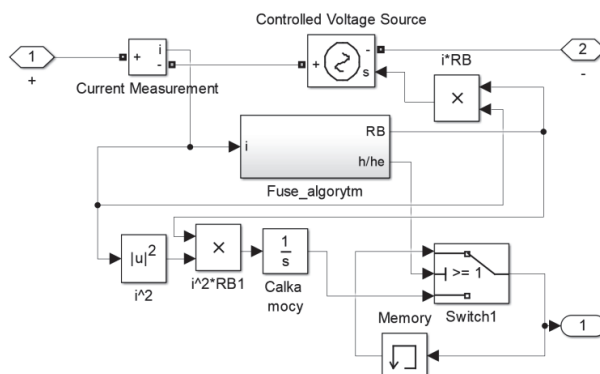 Controlled Voltage Source
1
+
+
i
-
Current Measurement
+
-
s
2
-
i*RB
×
i
RB
h/he
Fuse_algorytm
|u|²
i^2
×
i^2*RB1
1
s
Calka
mocy
>= 1
Switch1
Memory
1